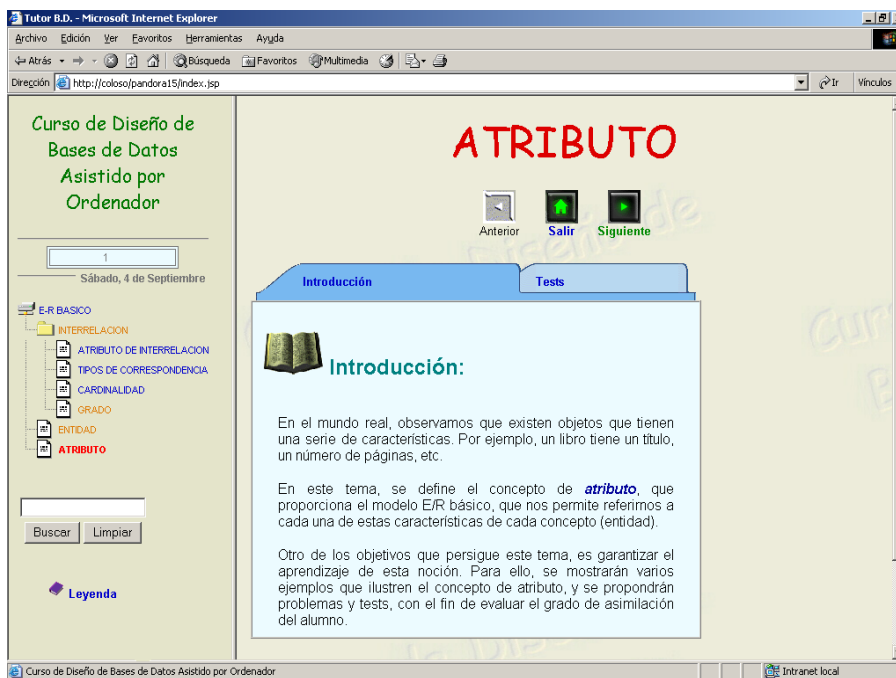 Tutor B.D. - Microsoft Internet Explorer
Archivo Edición Ver Favoritos Herramientas Ayuda
Atrás Búsqueda Favoritos Multimedia
Dirección http://coloso/pandora15/index.jsp Ir Vínculos
Curso de Diseño de
Bases de Datos
Asistido por
Ordenador
1
Sábado, 4 de Septiembre
E-R BASICO
INTERRELACION
ATRIBUTO DE INTERRELACION
TIPOS DE CORRESPONDENCIA
CARDINALIDAD
GRADO
ENTIDAD
ATRIBUTO
Buscar Limpiar
Leyenda
ATRIBUTO
Anterior Salir Siguiente
Introducción Tests
Introducción:
En el mundo real, observamos que existen objetos que tienen
una serie de características. Por ejemplo, un libro tiene un título,
un número de páginas, etc.
En este tema, se define el concepto de atributo, que
proporciona el modelo E/R básico, que nos permite referirnos a
cada una de estas características de cada concepto (entidad).
Otro de los objetivos que persigue este tema, es garantizar el
aprendizaje de esta noción. Para ello, se mostrarán varios
ejemplos que ilustren el concepto de atributo, y se propondrán
problemas y tests, con el fin de evaluar el grado de asimilación
del alumno.
Curso de Diseño de Bases de Datos Asistido por Ordenador
Intranet local